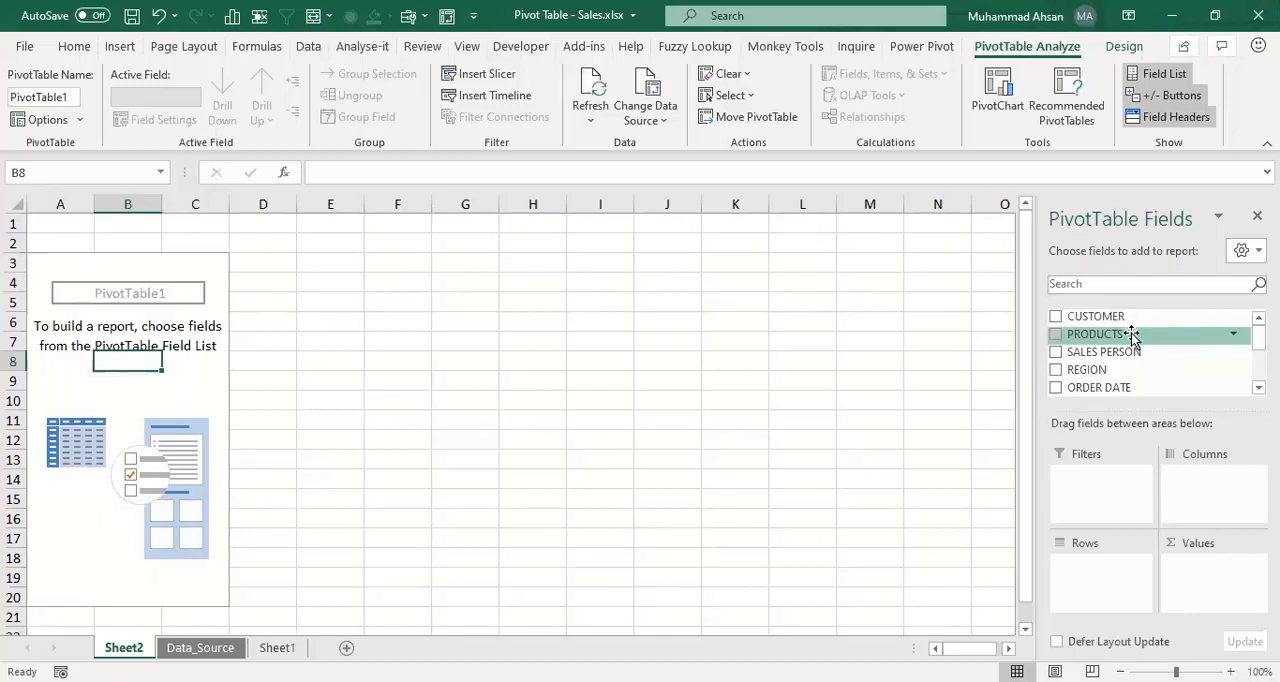 AutoSave Off Pivot Table - Sales.xlsx Search Muhammad Ahsan MA
File Home Insert Page Layout Formulas Data Analyse-it Review View Developer Add-ins Help Fuzzy Lookup Monkey Tools Inquire Power Pivot PivotTable Analyze Design
PivotTable Name: Active Field: Group Selection Insert Slicer Clear Fields, Items, & Sets Field List
PivotTable1 Ungroup Insert Timeline Select OLAP Tools +/- Buttons
Options Field Settings Drill Down Drill Up Group Field Filter Connections Refresh Change Data Source Move PivotTable Relationships PivotChart Recommended PivotTables Field Headers
PivotTable Active Field Group Filter Data Actions Calculations Tools Show
B8 fx
A B C D E F G H I J K L M N O
1
2
3
4
5
6
7
8
9
10
11
12
13
14
15
16
17
18
19
20
21
PivotTable1
To build a report, choose fields
from the PivotTable Field List
PivotTable Fields
Choose fields to add to report:
Search
CUSTOMER
PRODUCTS
SALES PERSON
REGION
ORDER DATE
Drag fields between areas below:
Filters Columns
Rows Σ Values
Defer Layout Update Update
Sheet2 Data_Source Sheet1
Ready 100%